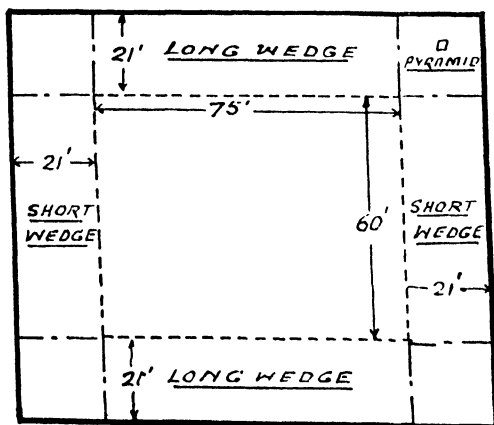 21' LONG WEDGE
PYRAMID
75'
21'
SHORT
WEDGE
60'
SHORT
WEDGE
21'
21' LONG WEDGE